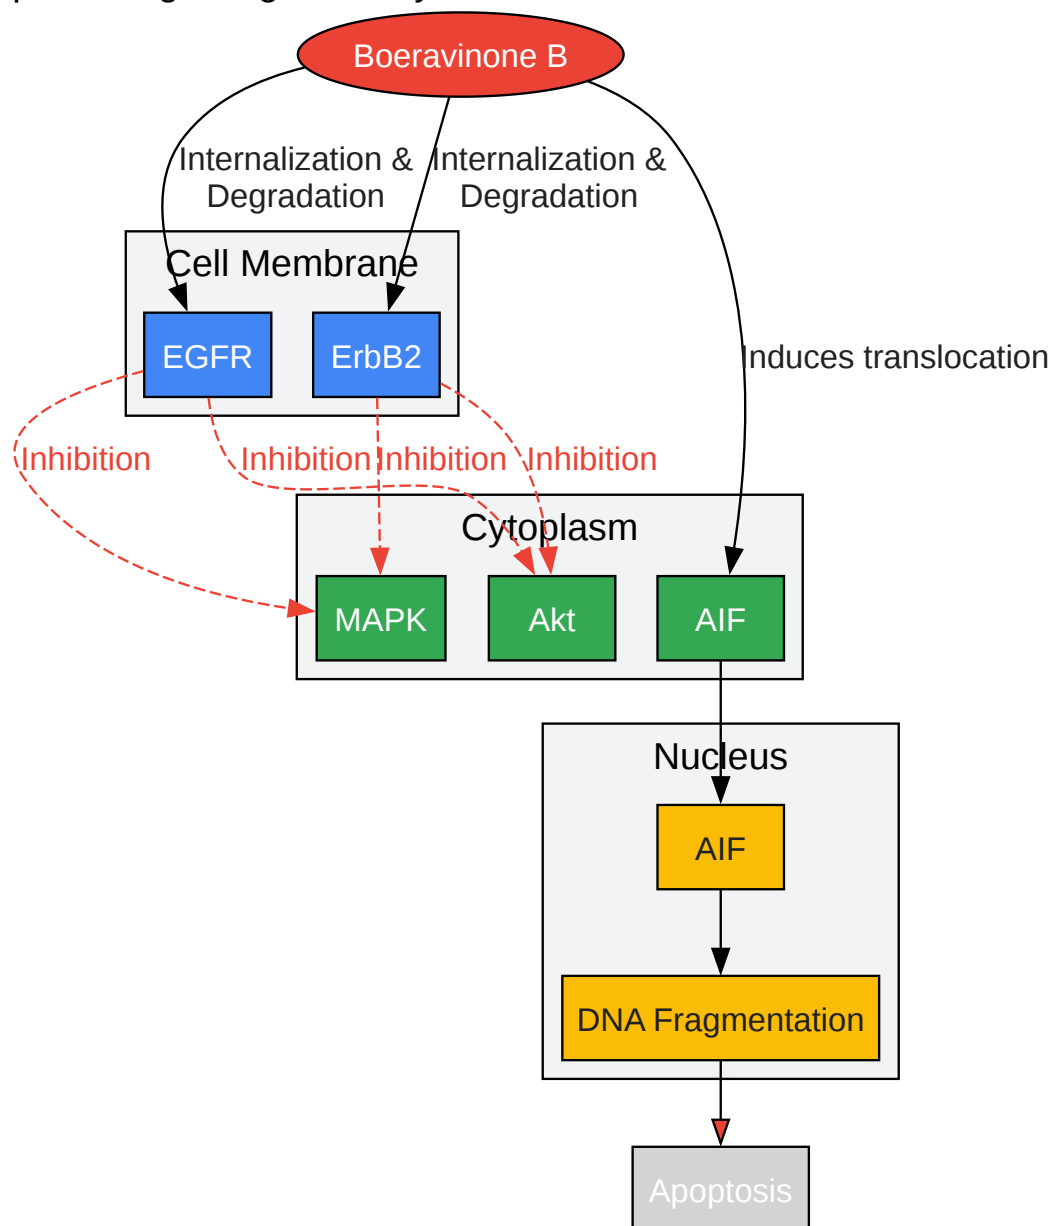 Boeravinone B
Internalization &
Degradation
Internalization &
Degradation
Cell Membrane
EGFR
ErbB2
Induces translocation
Inhibition
Inhibition
Inhibition
Inhibition
Cytoplasm
MAPK
Akt
AIF
Nucleus
AIF
DNA Fragmentation
Apoptosis